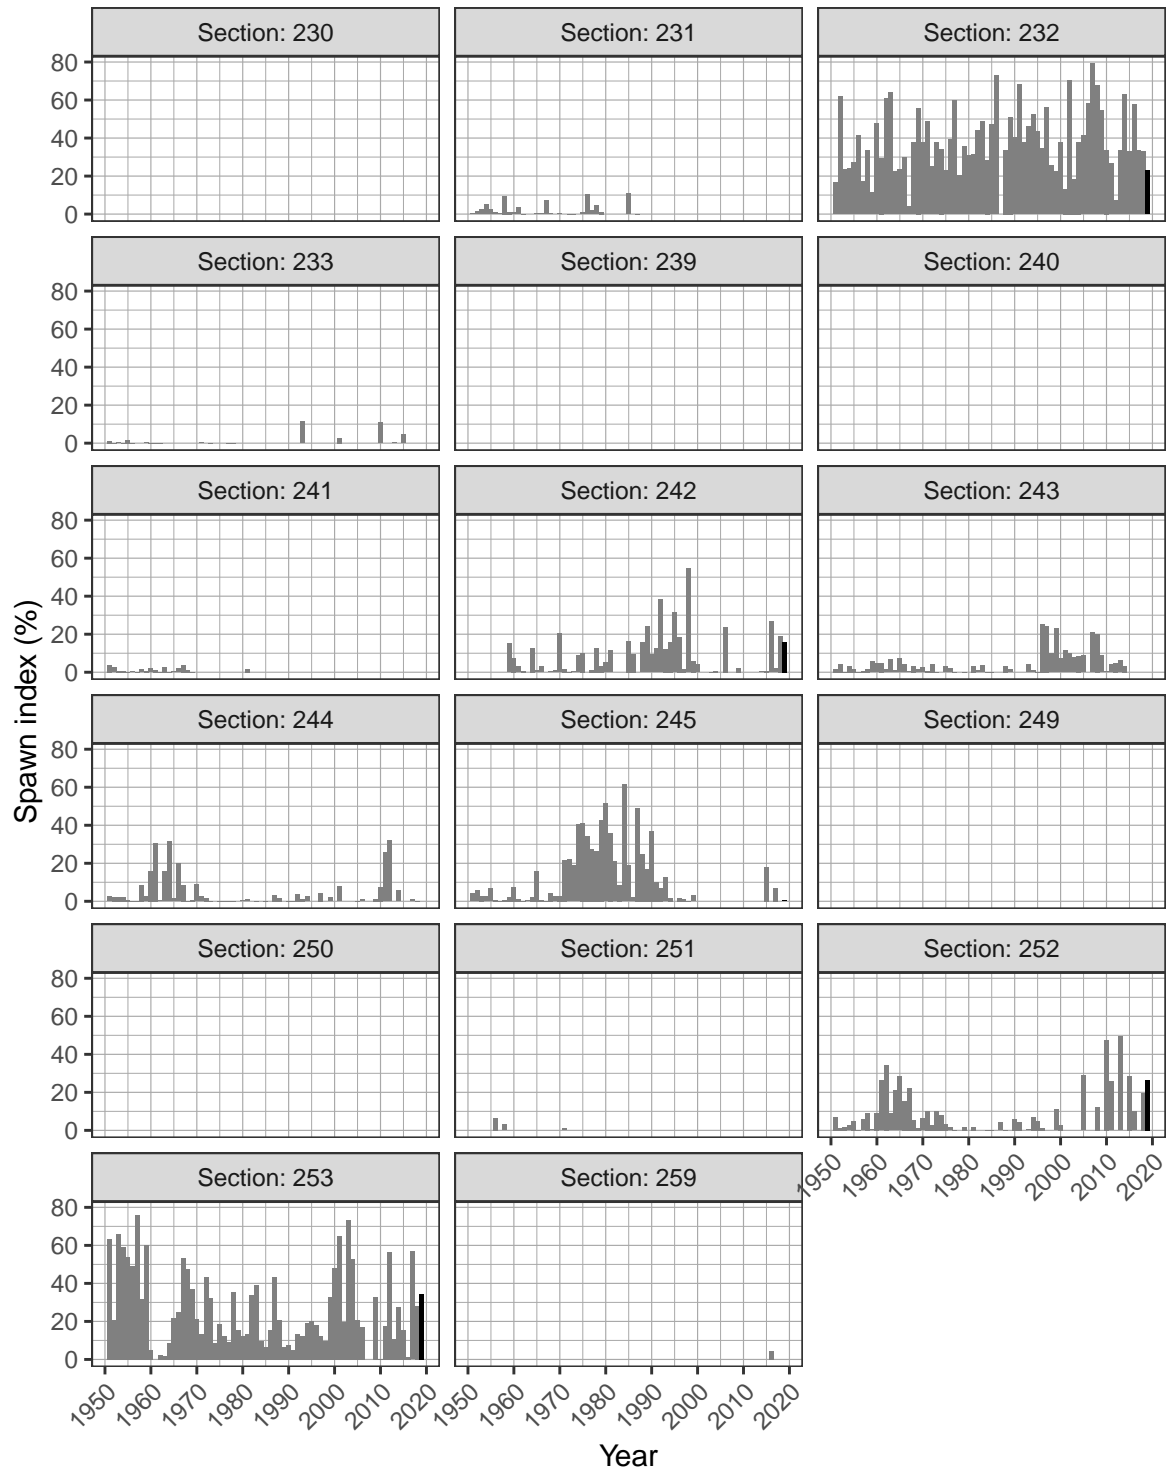 Section: 230
Section: 231
Section: 232
80
60
40
20
0
Section: 233
Section: 239
Section: 240
80
60
40
20
0
Section: 241
Section: 242
Section: 243
80
60
40
20
0
Spawn index (%)
Section: 244
Section: 245
Section: 249
80
60
40
20
0
Section: 250
Section: 251
Section: 252
80
60
40
20
0
1950 1960 1970 1980 1990 2000 2010 2020
Section: 253
Section: 259
80
60
40
20
0
1950 1960 1970 1980 1990 2000 2010 2020
1950 1960 1970 1980 1990 2000 2010 2020
Year